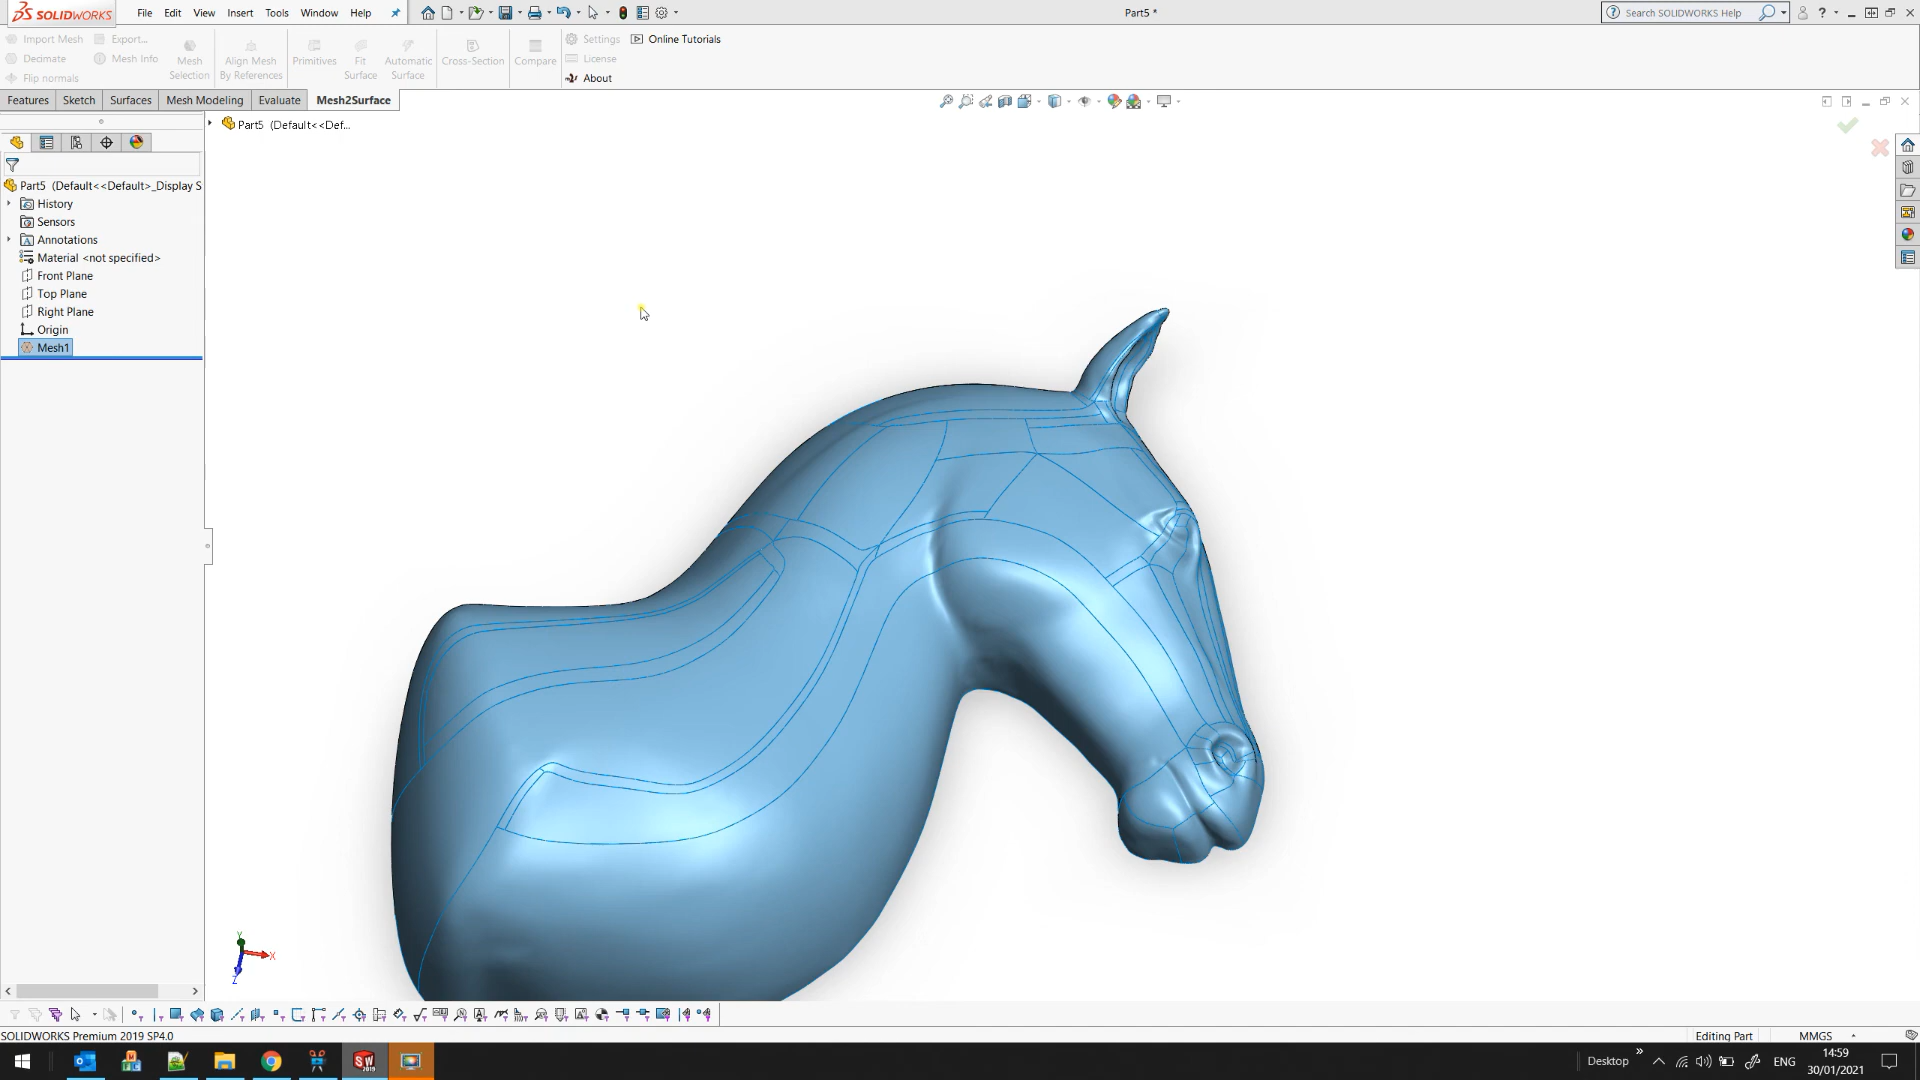 SOLIDWORKS File Edit View Insert Tools Window Help Part5 * Search SOLIDWORKS Help ?
Import Mesh Export... Settings Online Tutorials
Decimate Mesh Info Mesh Selection Align Mesh By References Primitives Fit Surface Automatic Surface Cross-Section Compare License
Flip normals About
Features Sketch Surfaces Mesh Modeling Evaluate Mesh2Surface
Part5 (Default<<Def...
Part5 (Default<<Default>_Display S
History
Sensors
Annotations
Material <not specified>
Front Plane
Top Plane
Right Plane
Origin
Mesh1
Y
X
Z
SOLIDWORKS Premium 2019 SP4.0 Editing Part MMGS
Desktop ENG 14:59
30/01/2021